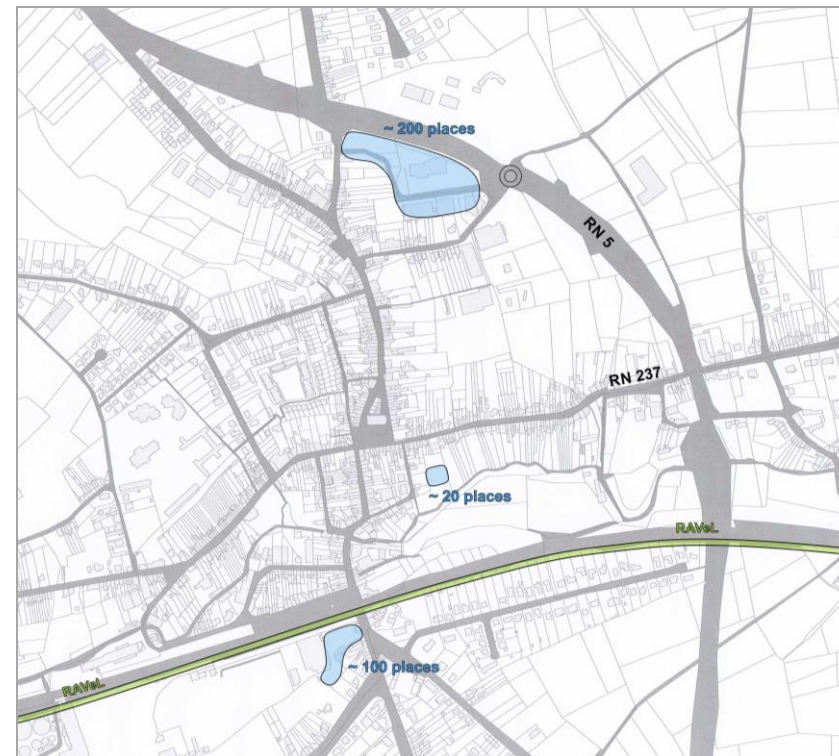 ~ 200 places
RN 5
RN 237
~ 20 places
RAVeL
~ 100 places
RAVeL